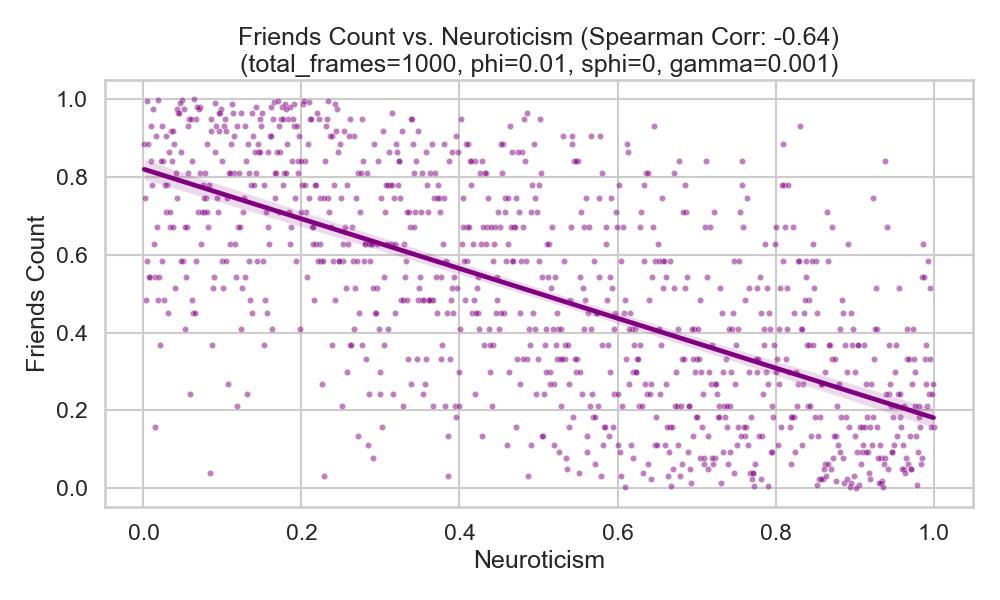 Friends Count vs. Neuroticism (Spearman Corr: -0.64)
(total_frames=1000, phi=0.01, sphi=0, gamma=0.001)
Friends Count
1.0
0.8
0.6
0.4
0.2
0.0
0.0 0.2 0.4 0.6 0.8 1.0
Neuroticism